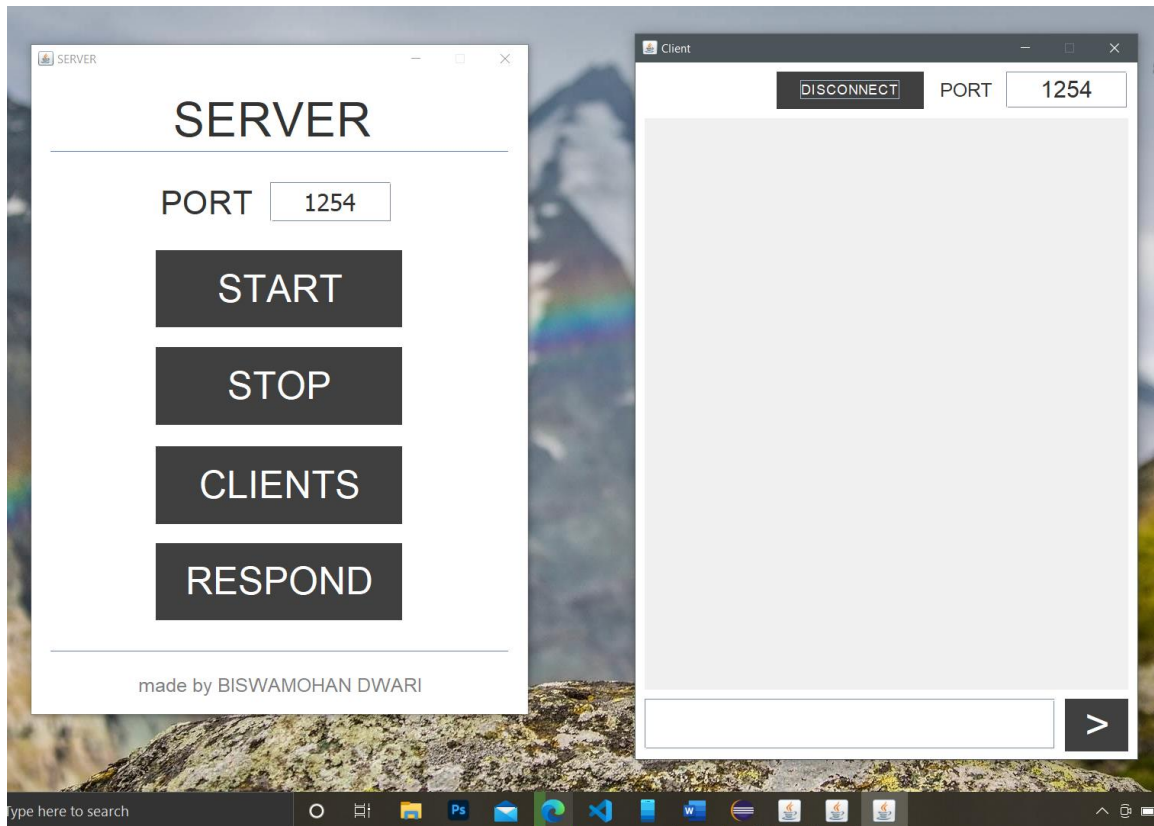 SERVER
SERVER
PORT 1254
START
STOP
CLIENTS
RESPOND
made by BISWAMOHAN DWARI
Client
DISCONNECT PORT 1254
>
Type here to search
Ps